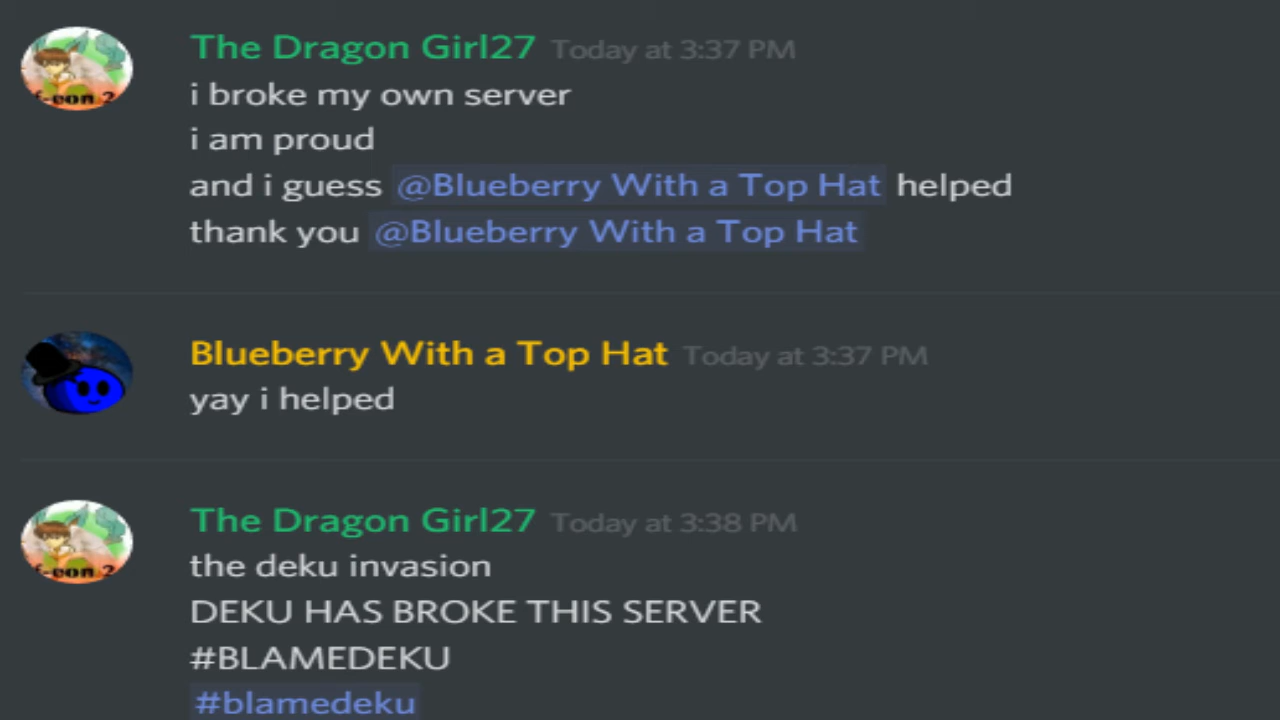 The Dragon Girl27 Today at 3:37 PM
i broke my own server
i am proud
and i guess @Blueberry With a Top Hat helped
thank you @Blueberry With a Top Hat
Blueberry With a Top Hat Today at 3:37 PM
yay i helped
The Dragon Girl27 Today at 3:38 PM
the deku invasion
DEKU HAS BROKE THIS SERVER
#BLAMEDEKU
#blamedeku